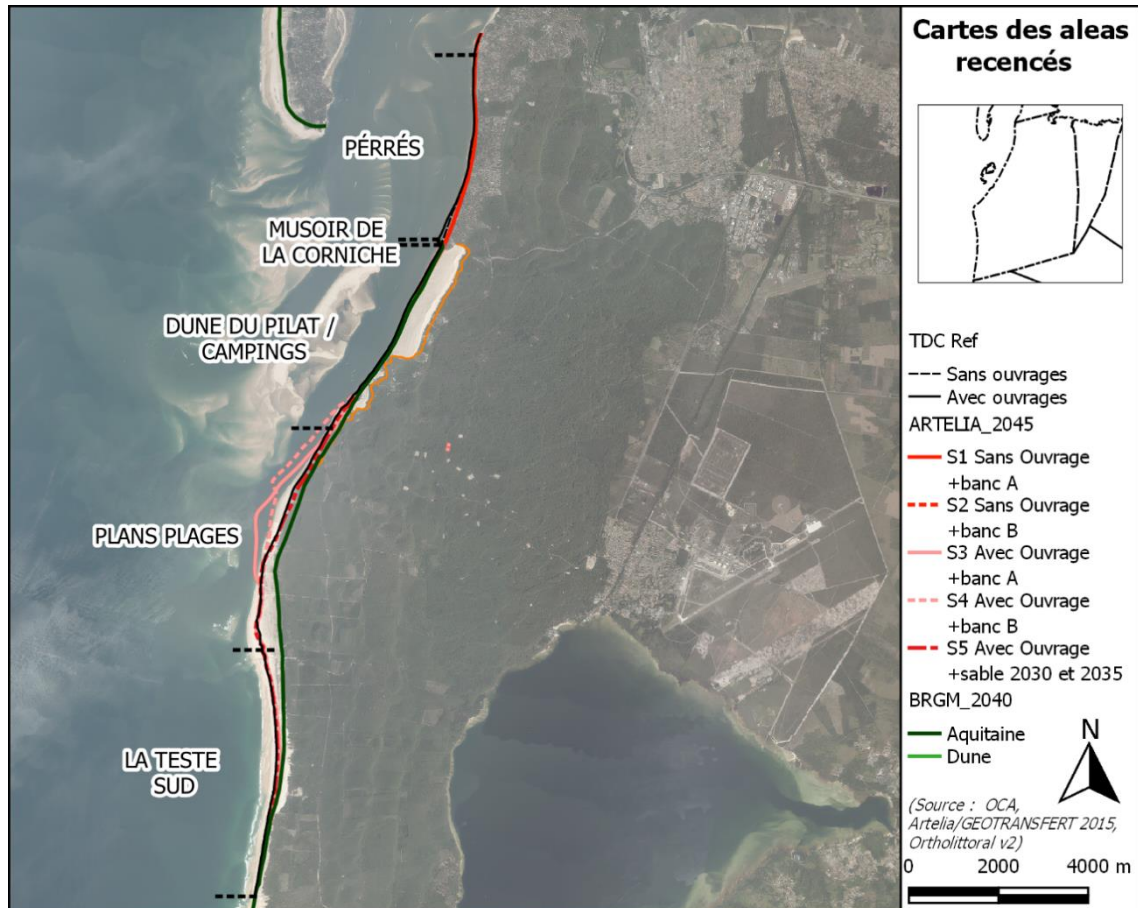 Cartes des aleas
recencés
PÉRRÉS
MUSOIR DE
LA CORNICHE
DUNE DU PILAT /
CAMPINGS
PLANS PLAGES
LA TESTE
SUD
TDC Ref
Sans ouvrages
Avec ouvrages
ARTELIA_2045
S1 Sans Ouvrage
+banc A
S2 Sans Ouvrage
+banc B
S3 Avec Ouvrage
+banc A
S4 Avec Ouvrage
+banc B
S5 Avec Ouvrage
+sable 2030 et 2035
BRGM_2040
Aquitaine
Dune
N
(Source : OCA,
Artelia/GEOTRANSFERT 2015,
Ortholittoral v2)
0 2000 4000 m